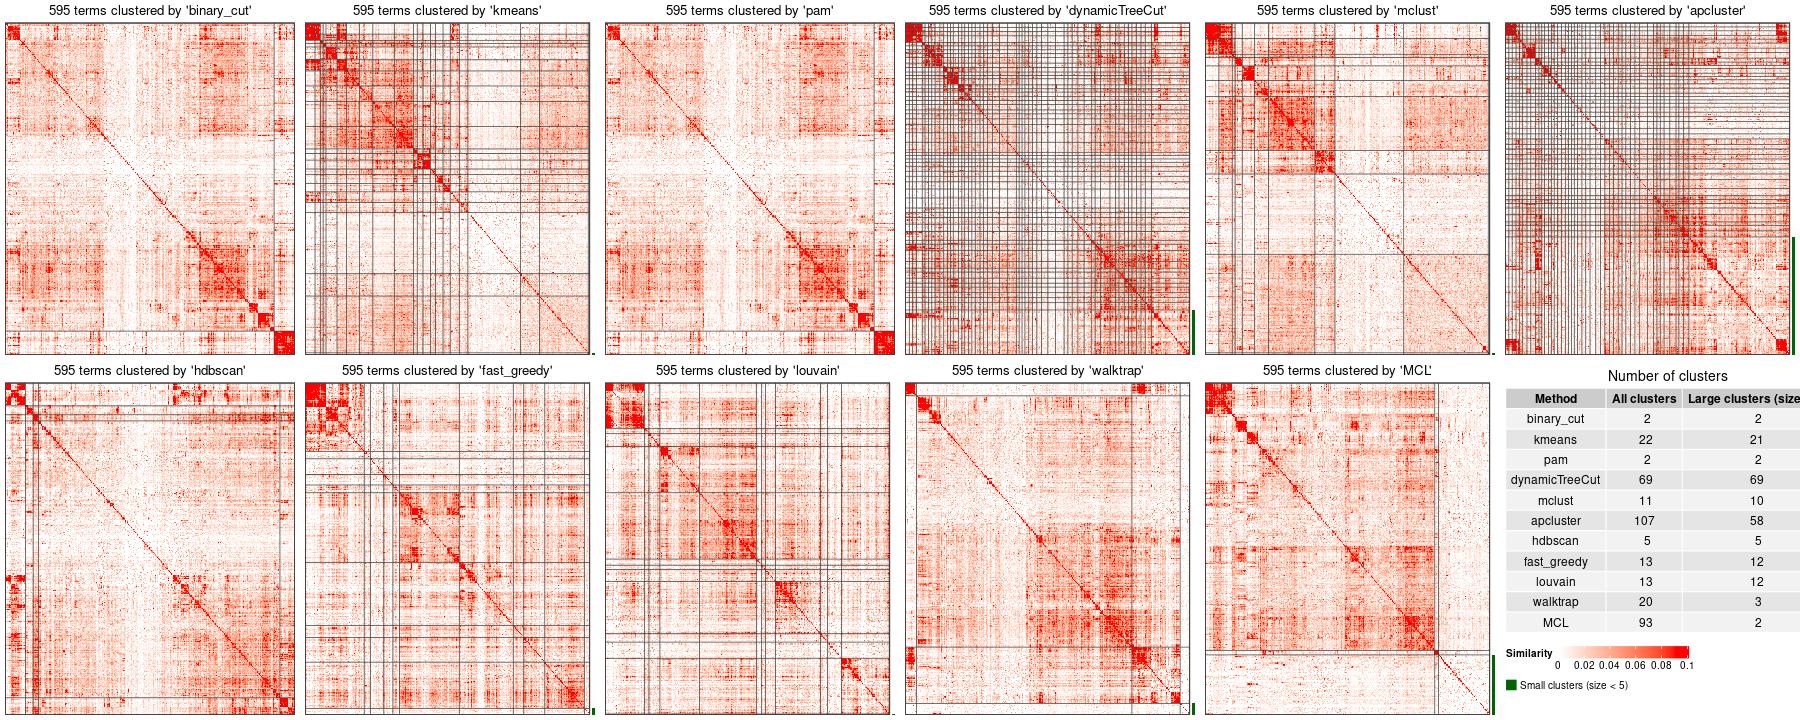 595 terms clustered by 'binary_cut'
595 terms clustered by 'kmeans'
595 terms clustered by 'pam'
595 terms clustered by 'dynamicTreeCut'
595 terms clustered by 'mclust'
595 terms clustered by 'apcluster'
595 terms clustered by 'hdbscan'
595 terms clustered by 'fast_greedy'
595 terms clustered by 'louvain'
595 terms clustered by 'walktrap'
595 terms clustered by 'MCL'
Number of clusters
Method All clusters Large clusters (size
binary_cut 2 2
kmeans 22 21
pam 2 2
dynamicTreeCut 69 69
mclust 11 10
apcluster 107 58
hdbscan 5 5
fast_greedy 13 12
louvain 13 12
walktrap 20 3
MCL 93 2
Similarity
0 0.02 0.04 0.06 0.08 0.1
Small clusters (size < 5)